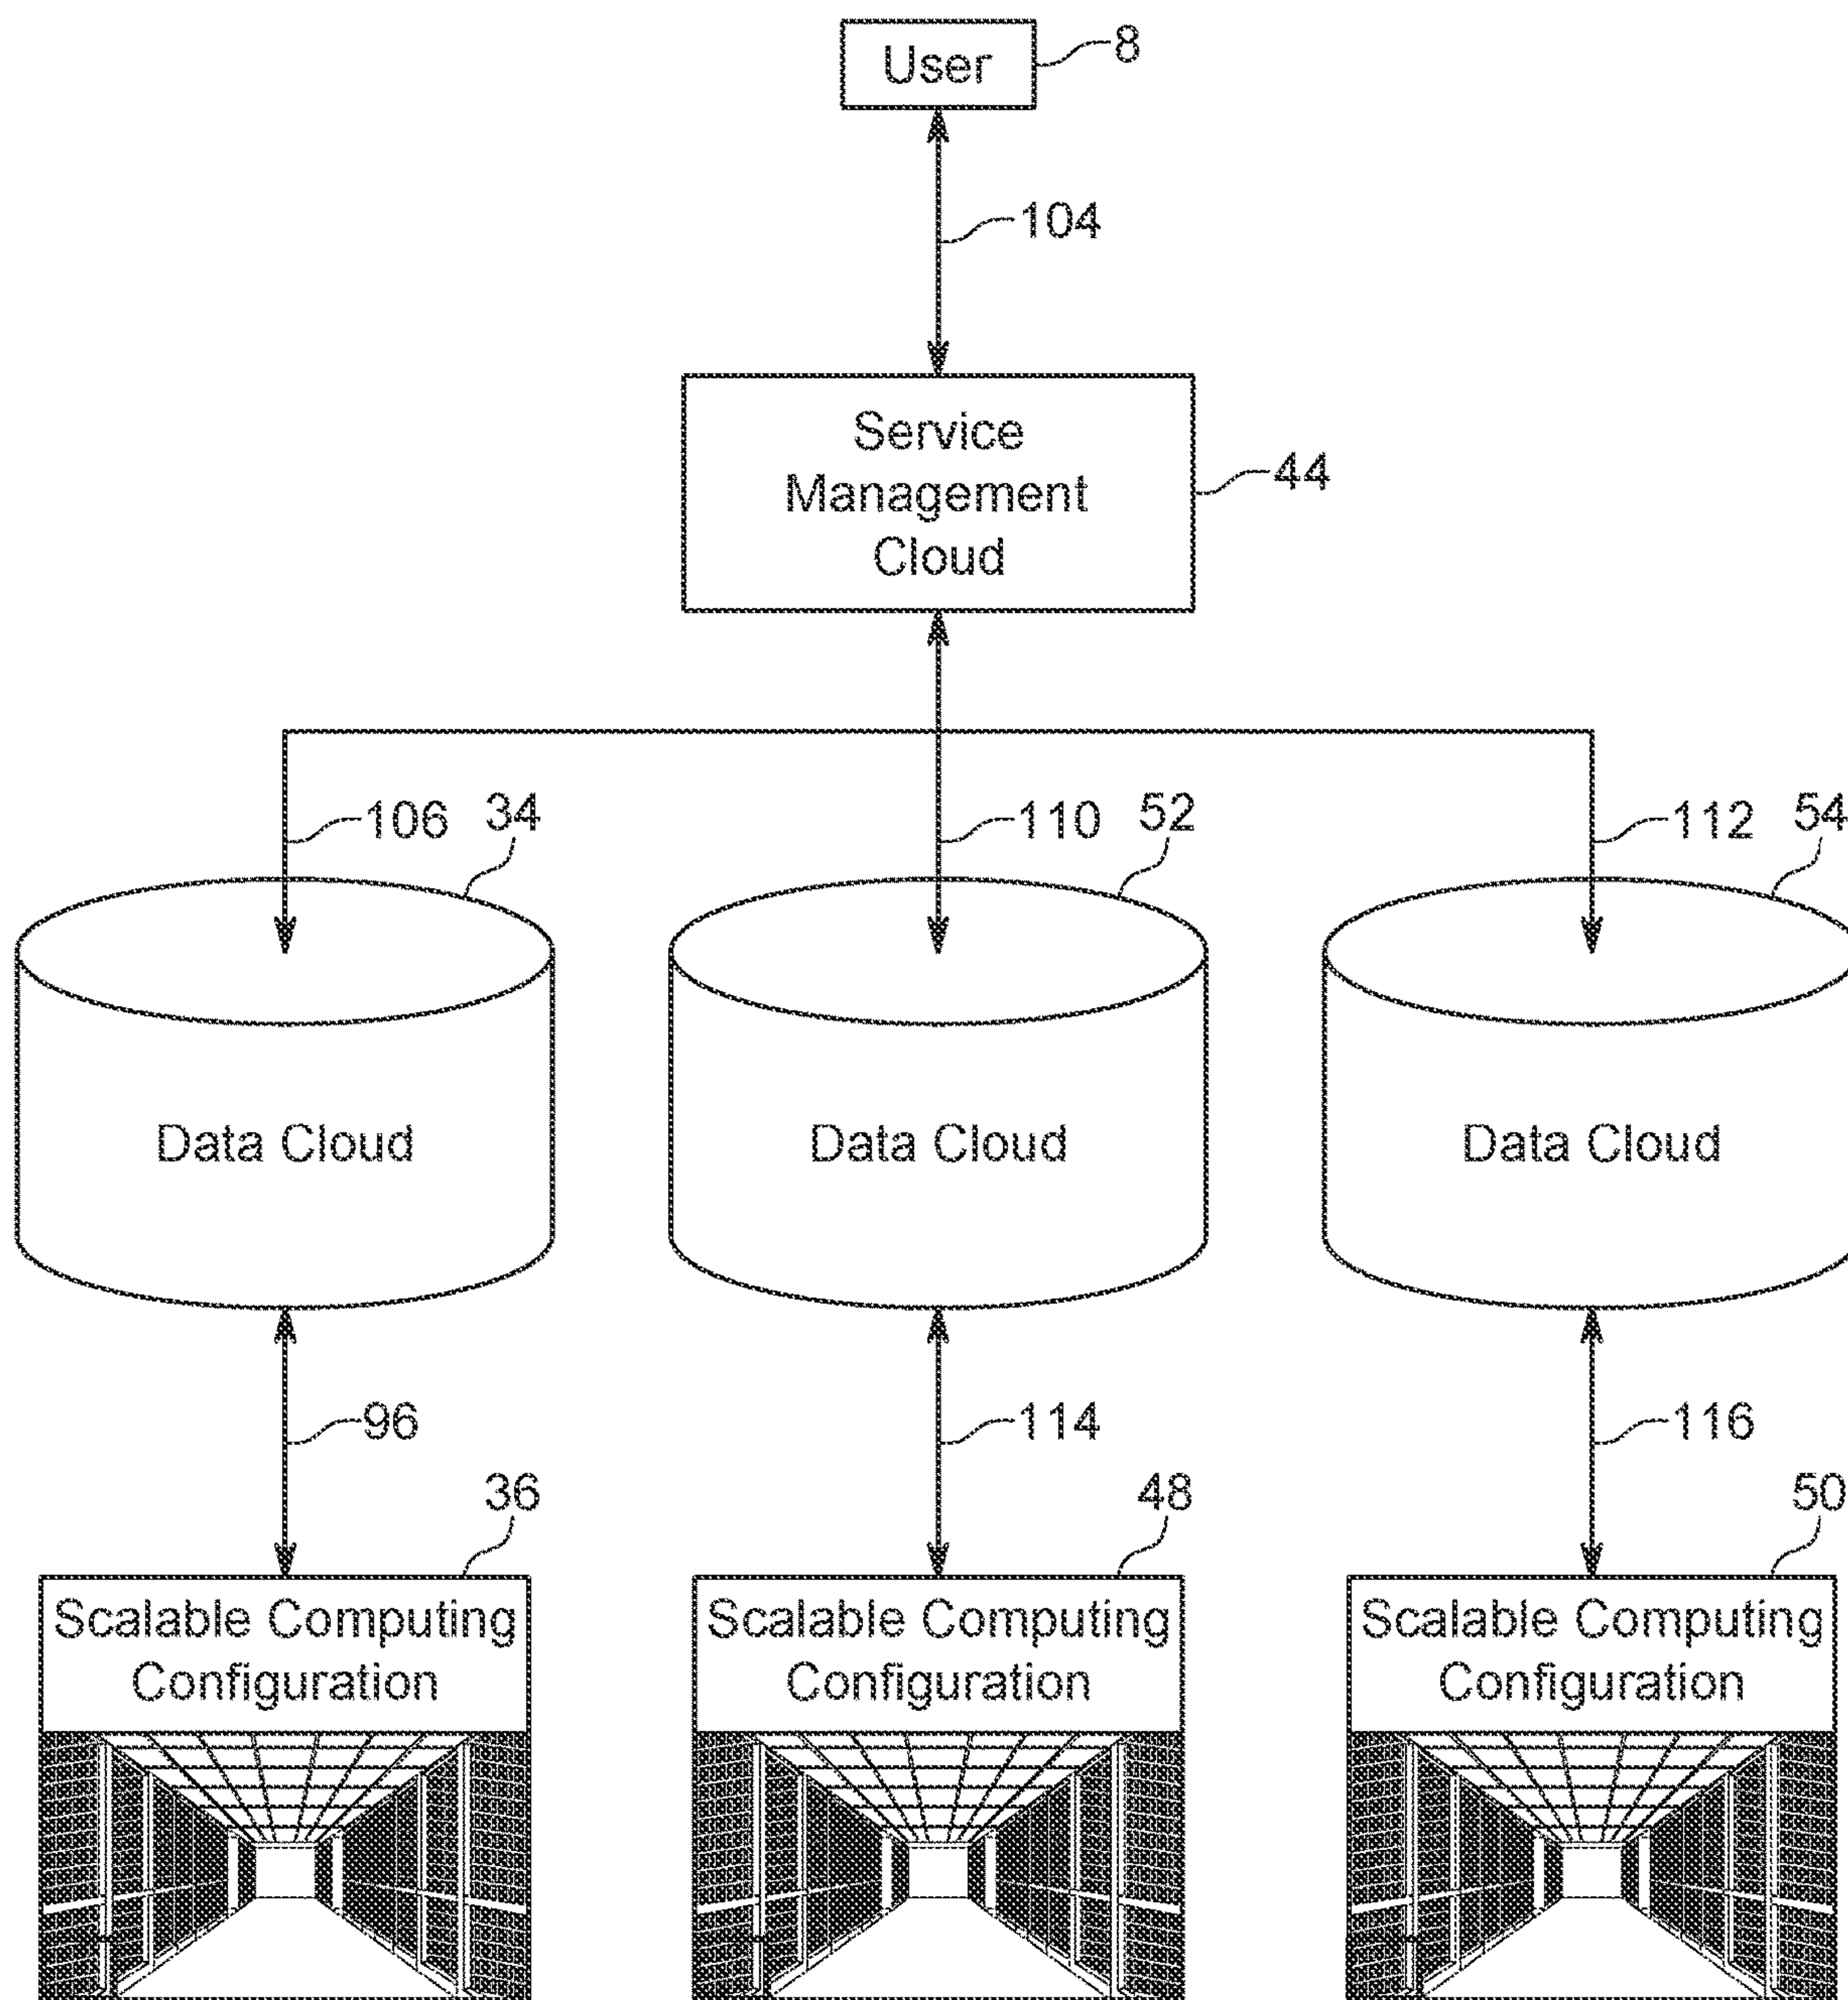 User
8
104
Service
Management
Cloud
44
106
34
110
52
112
54
Data Cloud
Data Cloud
Data Cloud
96
114
116
36
48
50
Scalable Computing
Configuration
Scalable Computing
Configuration
Scalable Computing
Configuration